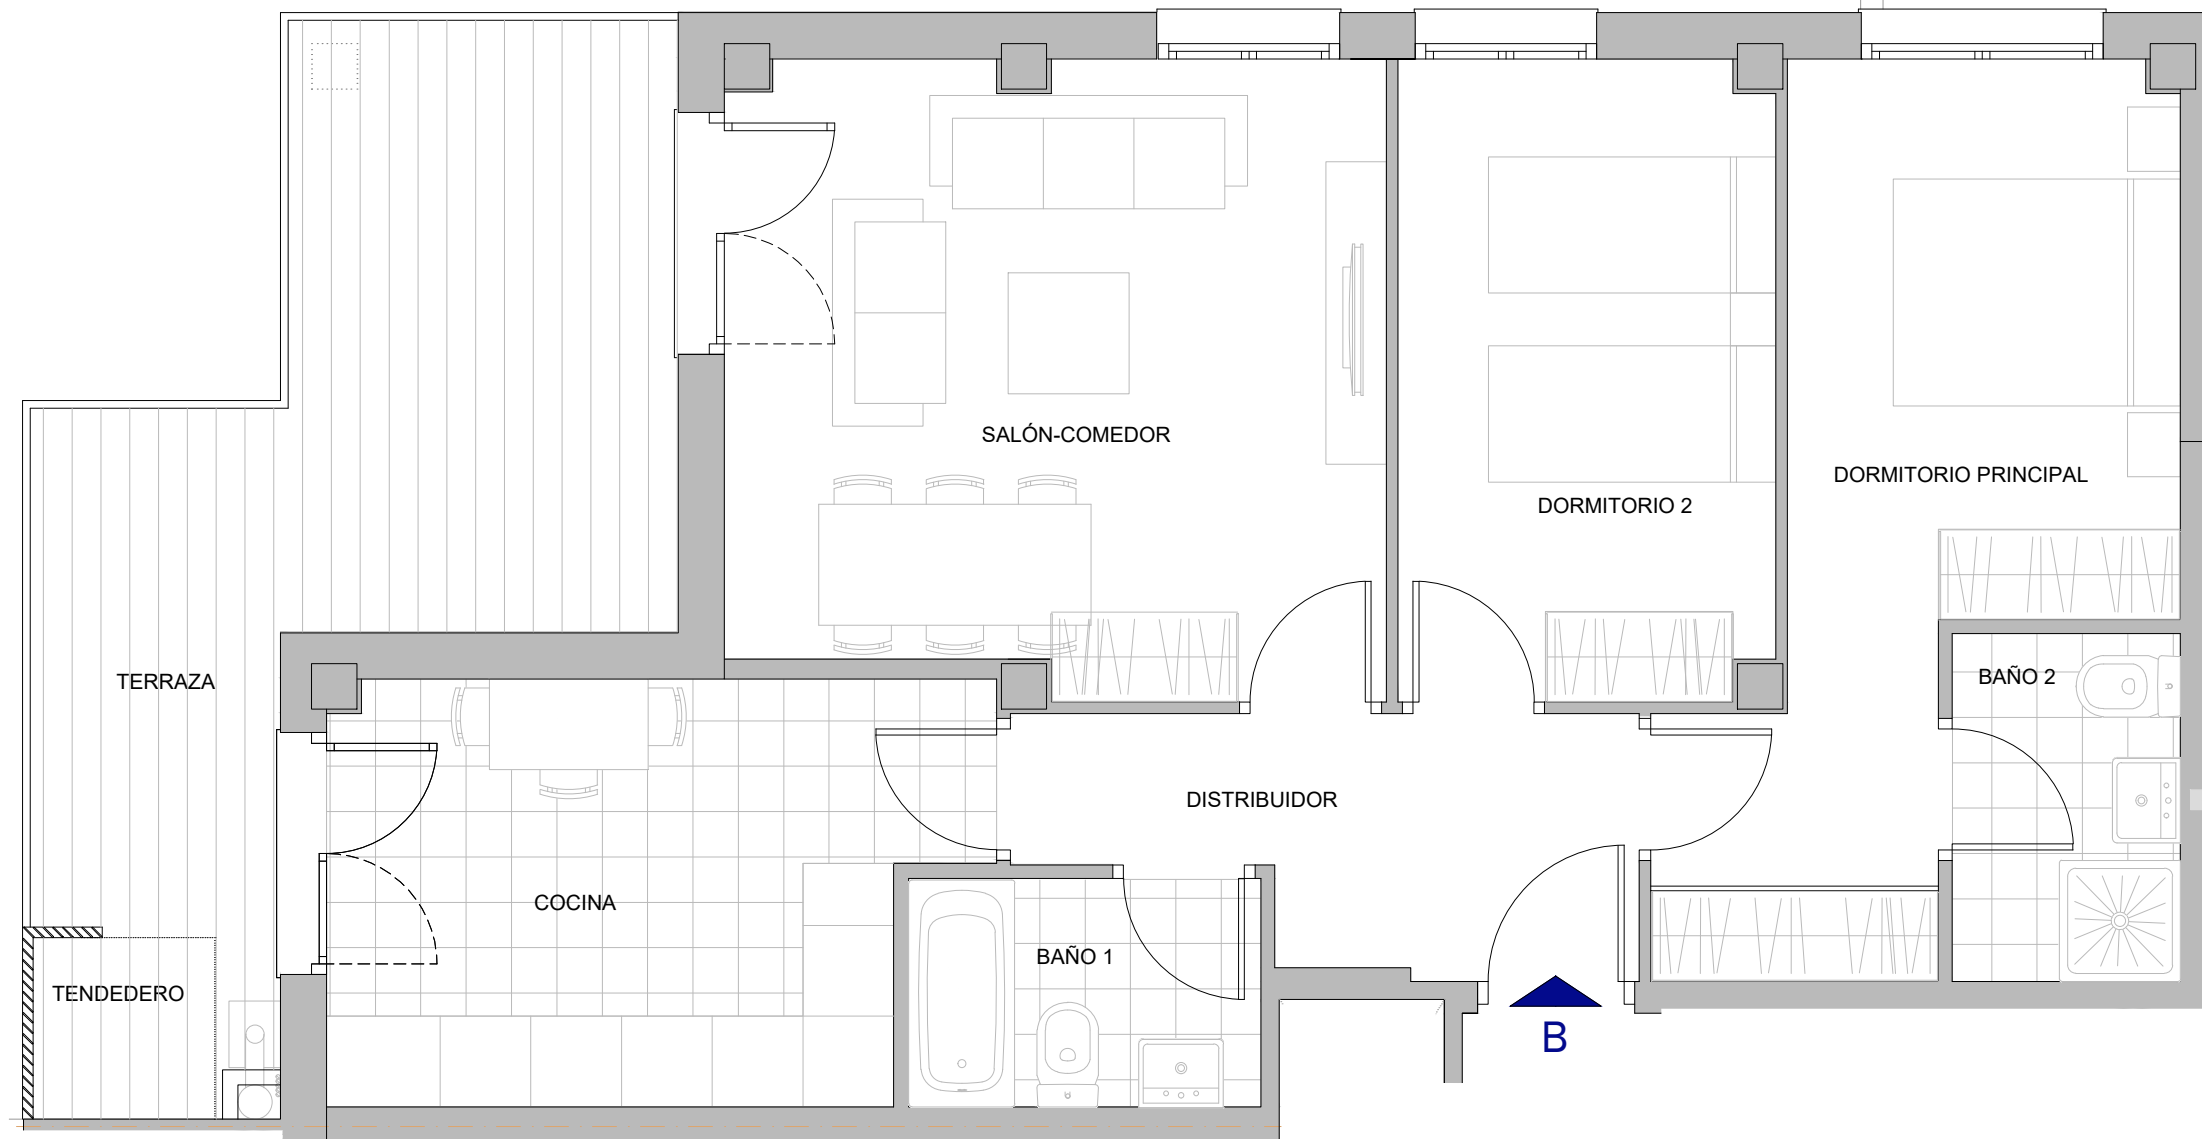 SALÓN-COMEDOR
DORMITORIO PRINCIPAL
DORMITORIO 2
TERRAZA
BAÑO 2
DISTRIBUIDOR
COCINA
BAÑO 1
TENDEDERO
B